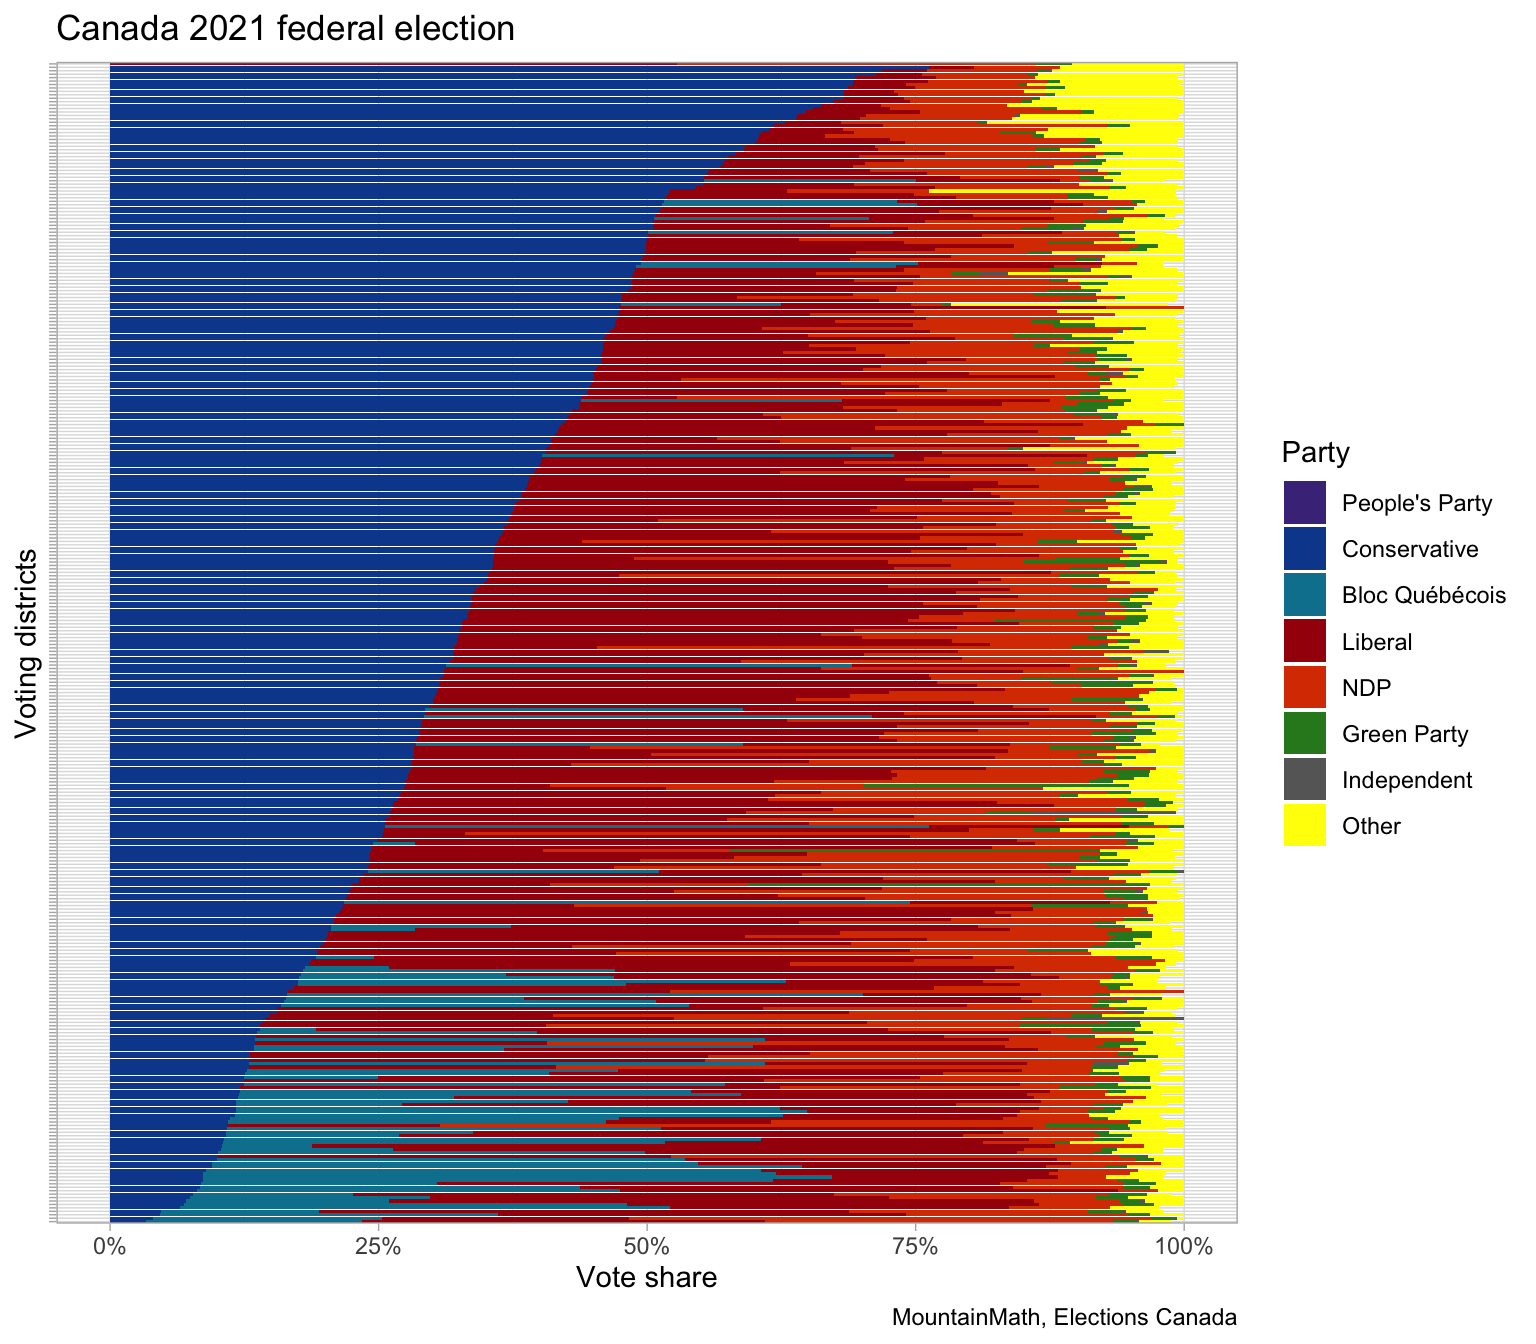 Canada 2021 federal election
Voting districts
0%
25%
50%
75%
100%
Vote share
Party
People's Party
Conservative
Bloc Québécois
Liberal
NDP
Green Party
Independent
Other
MountainMath, Elections Canada